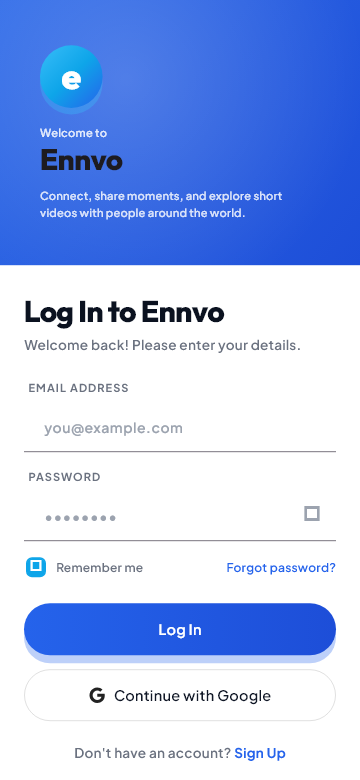 e
Welcome to
Ennvo
Connect, share moments, and explore short
videos with people around the world.
Log In to Ennvo
Welcome back! Please enter your details.
EMAIL ADDRESS
you@example.com
PASSWORD
••••••••
Remember me
Forgot password?
Log In
G Continue with Google
Don't have an account? Sign Up